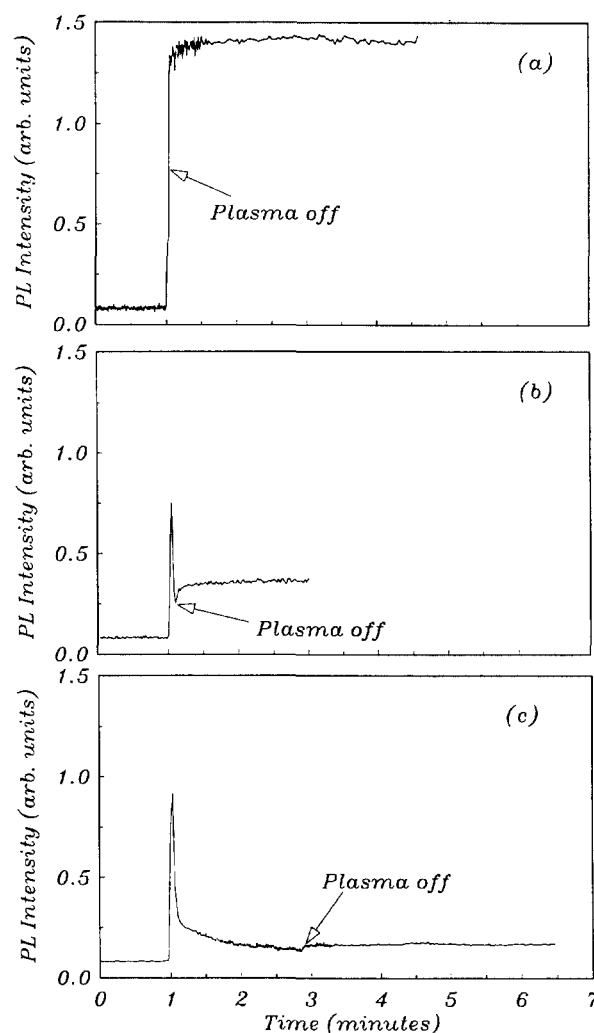 PL Intensity (arb. units)
1.5
1.0
0.5
0.0
(a)
Plasma off
PL Intensity (arb. units)
1.5
1.0
0.5
0.0
(b)
Plasma off
PL Intensity (arb. units)
1.5
1.0
0.5
0.0
(c)
Plasma off
0 1 2 3 4 5 6 7
Time (minutes)